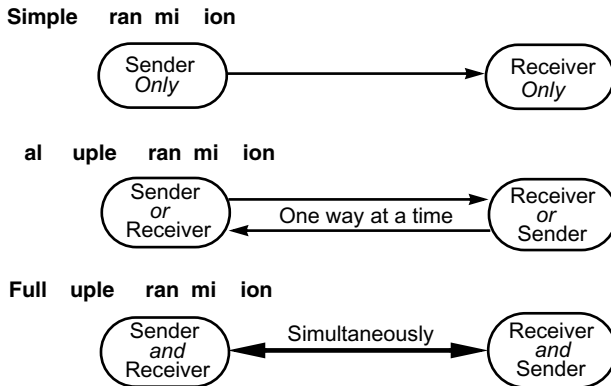 Simple ran mi ion
Sender
Only
Receiver
Only
al uple ran mi ion
Sender
or
Receiver
One way at a time
Receiver
or
Sender
Full uple ran mi ion
Sender
and
Receiver
Simultaneously
Receiver
and
Sender